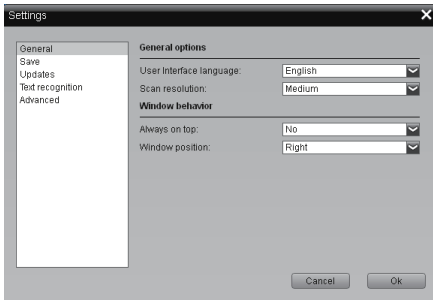 Settings
General
Save
Updates
Text recognition
Advanced
General options
User Interface language: English
Scan resolution: Medium
Window behavior
Always on top: No
Window position: Right
Cancel Ok